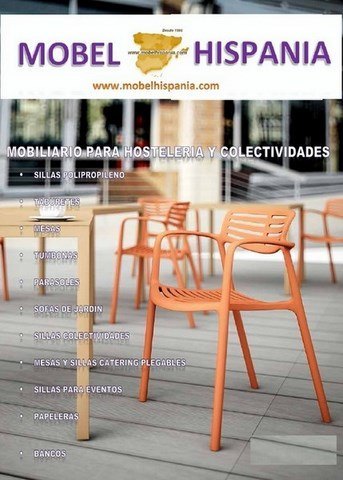 Desde 1986
MOBEL HISPANIA
www.mobelhispania.com
www.mobelhispania.com
MOBILIARIO PARA HOSTELERIA Y COLECTIVIDADES
• SILLAS POLIPROPILENO
• TABURETES
• MESAS
• TUMBONAS
• PARASOLES
• SOFAS DE JARDIN
• SILLAS COLECTIVIDADES
• MESAS Y SILLAS CATERING PLEGABLES
• SILLAS PARA EVENTOS
• PAPELERAS
• BANCOS